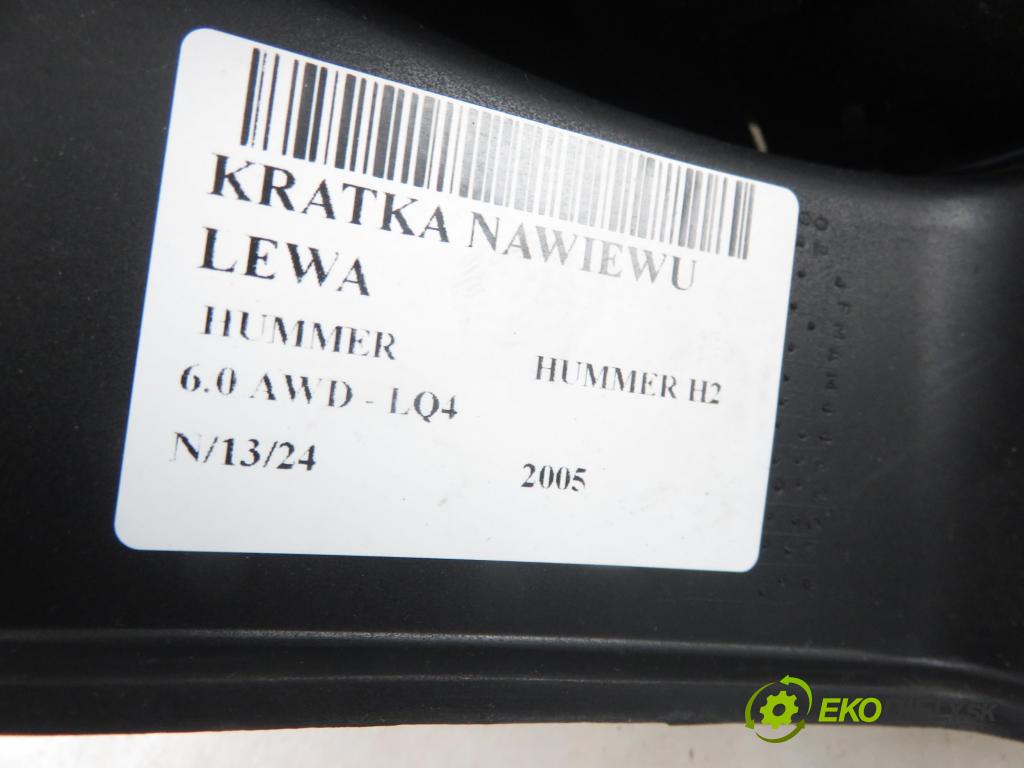 KRATKA NAWIEWU
LEWA
HUMMER HUMMER H2
6.0 AWD - LQ4
N/13/24 2005
EKO